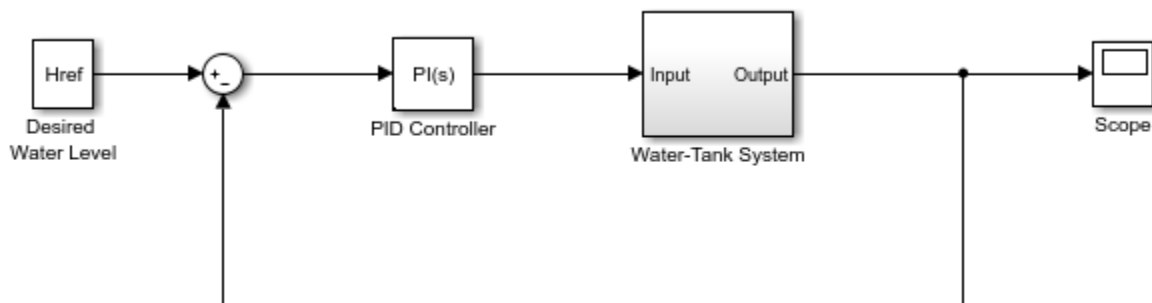 Href
Desired
Water Level
+
-
PI(s)
PID Controller
Input
Output
Water-Tank System
Scope